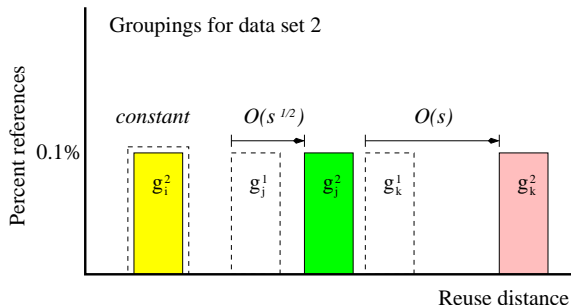 Groupings for data set 2
constant O(s^1/2) O(s)
0.1%
g_i^2 g_j^1 g_j^2 g_k^1 g_k^2
Percent references
Reuse distance